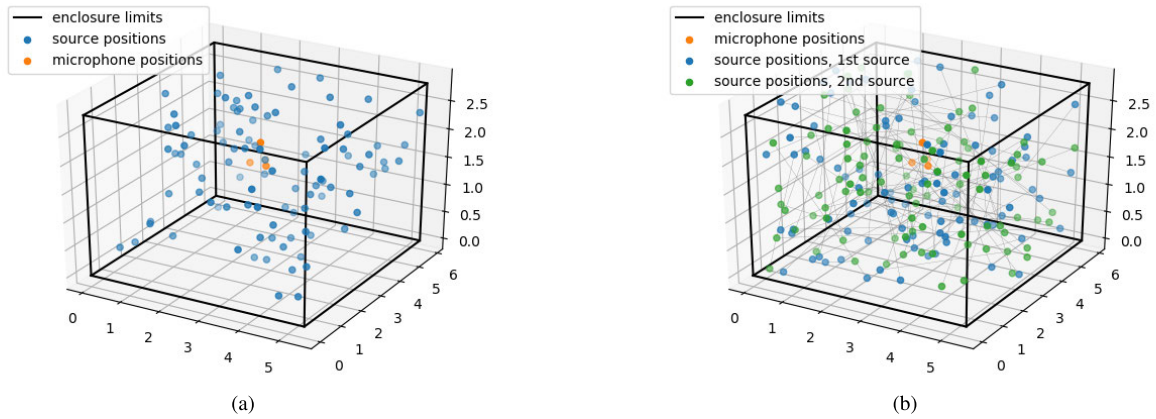 enclosure limits
source positions
microphone positions
2.5
2.0
1.5
1.0
0.5
0.0
0 1 2 3 4 5
0 1 2 3 4 5 6
(a)
enclosure limits
microphone positions
source positions, 1st source
source positions, 2nd source
2.5
2.0
1.5
1.0
0.5
0.0
0 1 2 3 4 5
0 1 2 3 4 5 6
(b)